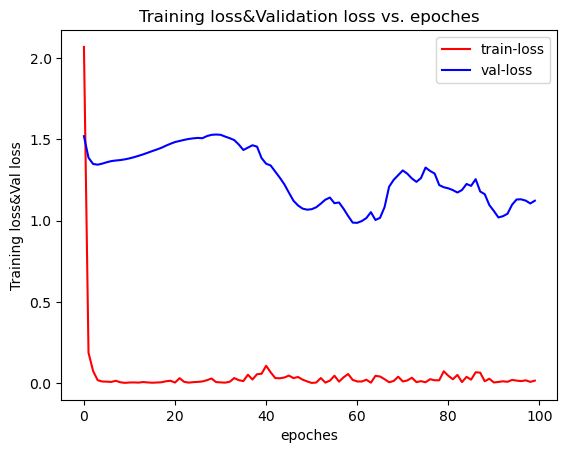 Training loss&Validation loss vs. epoches
train-loss
val-loss
Training loss&Val loss
2.0
1.5
1.0
0.5
0.0
0
20
40
60
80
100
epoches